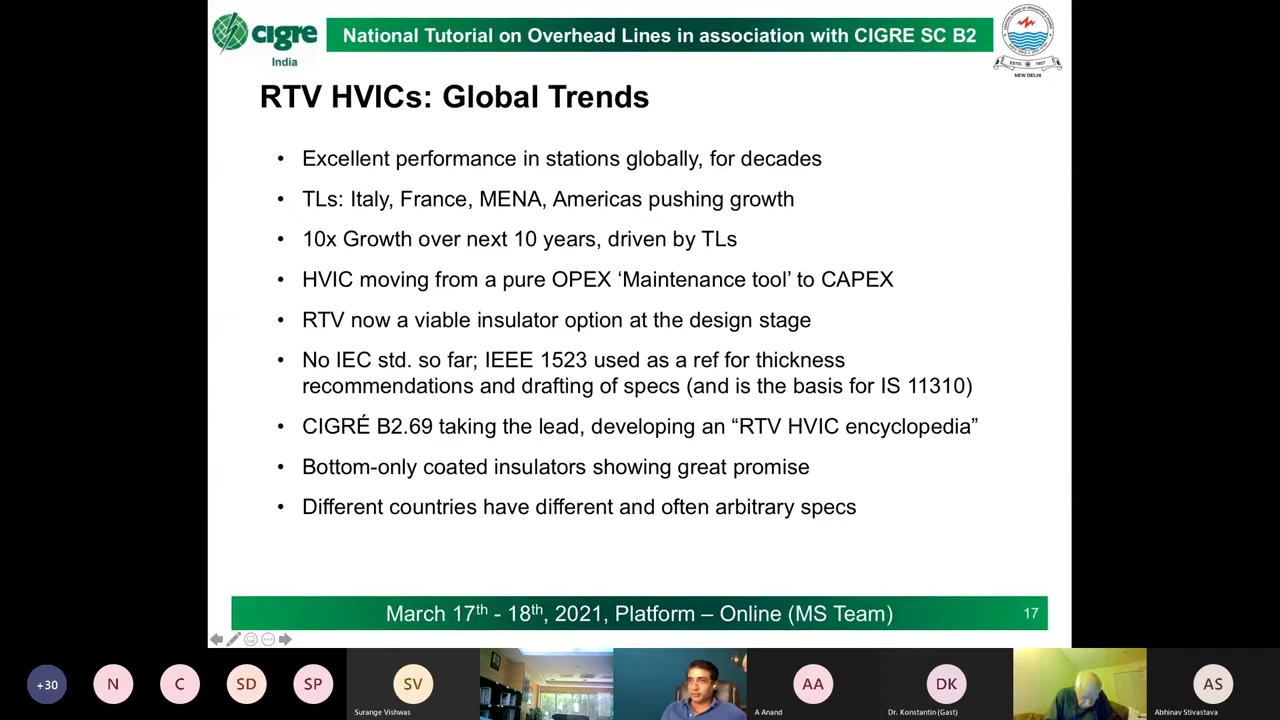 cigre
India
National Tutorial on Overhead Lines in association with CIGRE SC B2
ESTD. 1927
NEW DELHI
RTV HVICs: Global Trends
• Excellent performance in stations globally, for decades
• TLs: Italy, France, MENA, Americas pushing growth
• 10x Growth over next 10 years, driven by TLs
• HVIC moving from a pure OPEX ‘Maintenance tool’ to CAPEX
• RTV now a viable insulator option at the design stage
• No IEC std. so far; IEEE 1523 used as a ref for thickness
recommendations and drafting of specs (and is the basis for IS 11310)
• CIGRÉ B2.69 taking the lead, developing an “RTV HVIC encyclopedia”
• Bottom-only coated insulators showing great promise
• Different countries have different and often arbitrary specs
March 17th - 18th, 2021, Platform – Online (MS Team)
17
+30
N
C
SD
SP
SV
Surange Vishwas
AA
A Anand
DK
Dr. Konstantin (Gast)
AS
Abhinav Stivastava